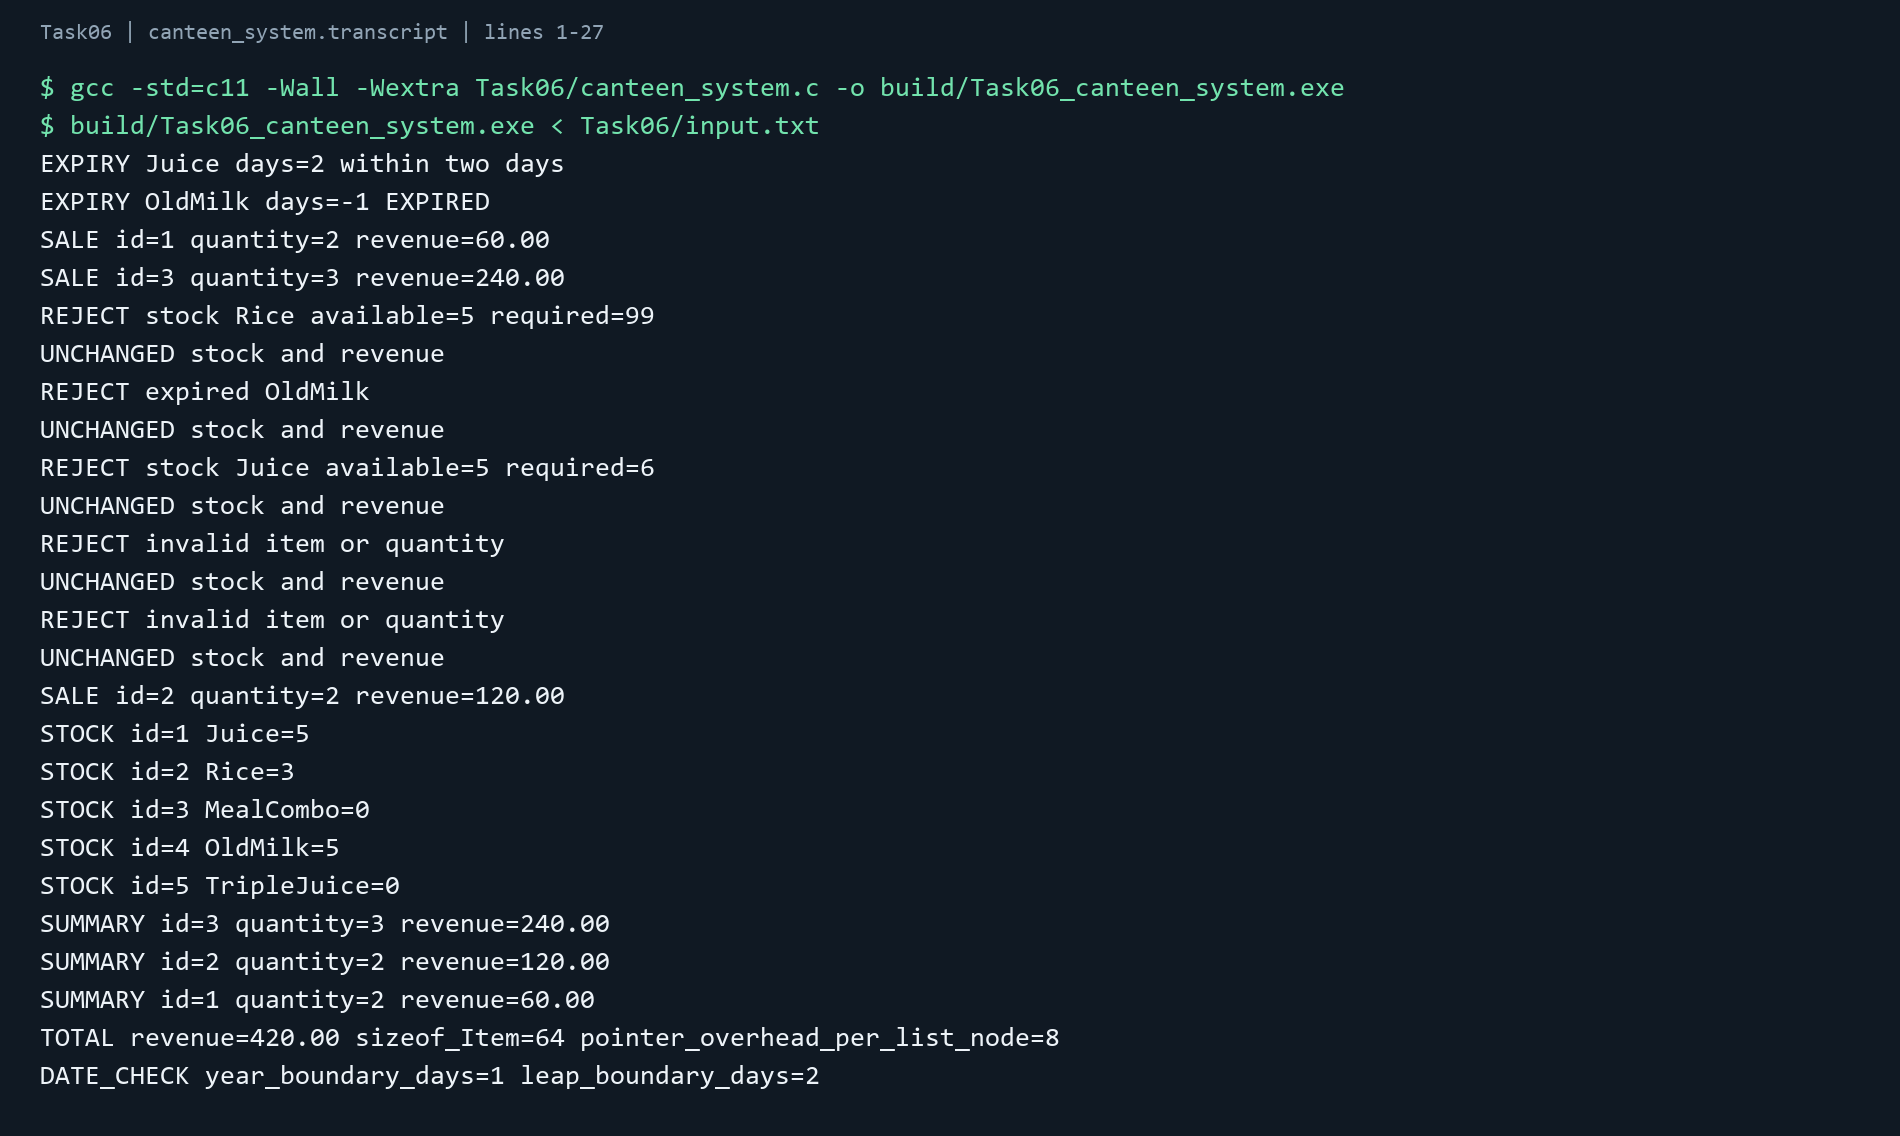 Task06 | canteen_system.transcript | lines 1-27
$ gcc -std=c11 -Wall -Wextra Task06/canteen_system.c -o build/Task06_canteen_system.exe
$ build/Task06_canteen_system.exe < Task06/input.txt
EXPIRY Juice days=2 within two days
EXPIRY OldMilk days=-1 EXPIRED
SALE id=1 quantity=2 revenue=60.00
SALE id=3 quantity=3 revenue=240.00
REJECT stock Rice available=5 required=99
UNCHANGED stock and revenue
REJECT expired OldMilk
UNCHANGED stock and revenue
REJECT stock Juice available=5 required=6
UNCHANGED stock and revenue
REJECT invalid item or quantity
UNCHANGED stock and revenue
REJECT invalid item or quantity
UNCHANGED stock and revenue
SALE id=2 quantity=2 revenue=120.00
STOCK id=1 Juice=5
STOCK id=2 Rice=3
STOCK id=3 MealCombo=0
STOCK id=4 OldMilk=5
STOCK id=5 TripleJuice=0
SUMMARY id=3 quantity=3 revenue=240.00
SUMMARY id=2 quantity=2 revenue=120.00
SUMMARY id=1 quantity=2 revenue=60.00
TOTAL revenue=420.00 sizeof_Item=64 pointer_overhead_per_list_node=8
DATE_CHECK year_boundary_days=1 leap_boundary_days=2